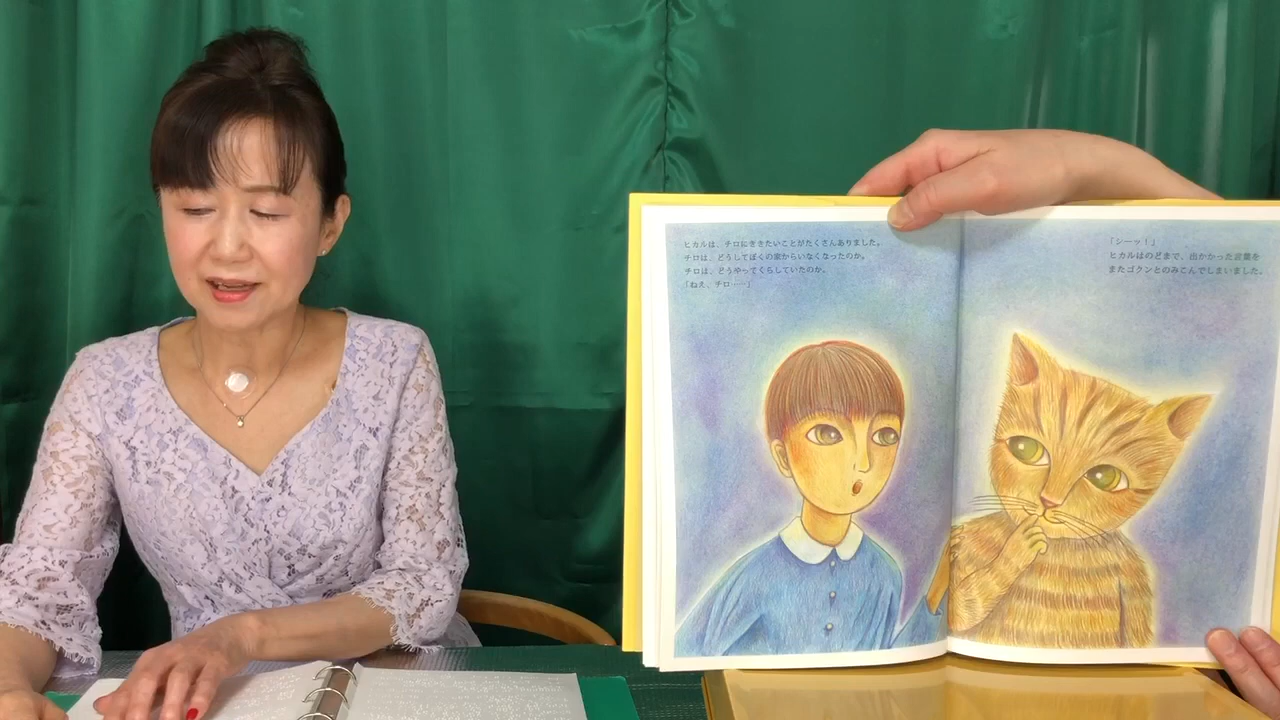 ヒカルは、チロにききたいことがたくさんありました。
チロは、どうしてぼくの家からいなくなったのか。
チロは、どうやってくらしていたのか。
「ねえ、チロ……」
「シーッ！」
ヒカルはのどまで、出かかった言葉を
またゴクンとのみこんでしまいました。